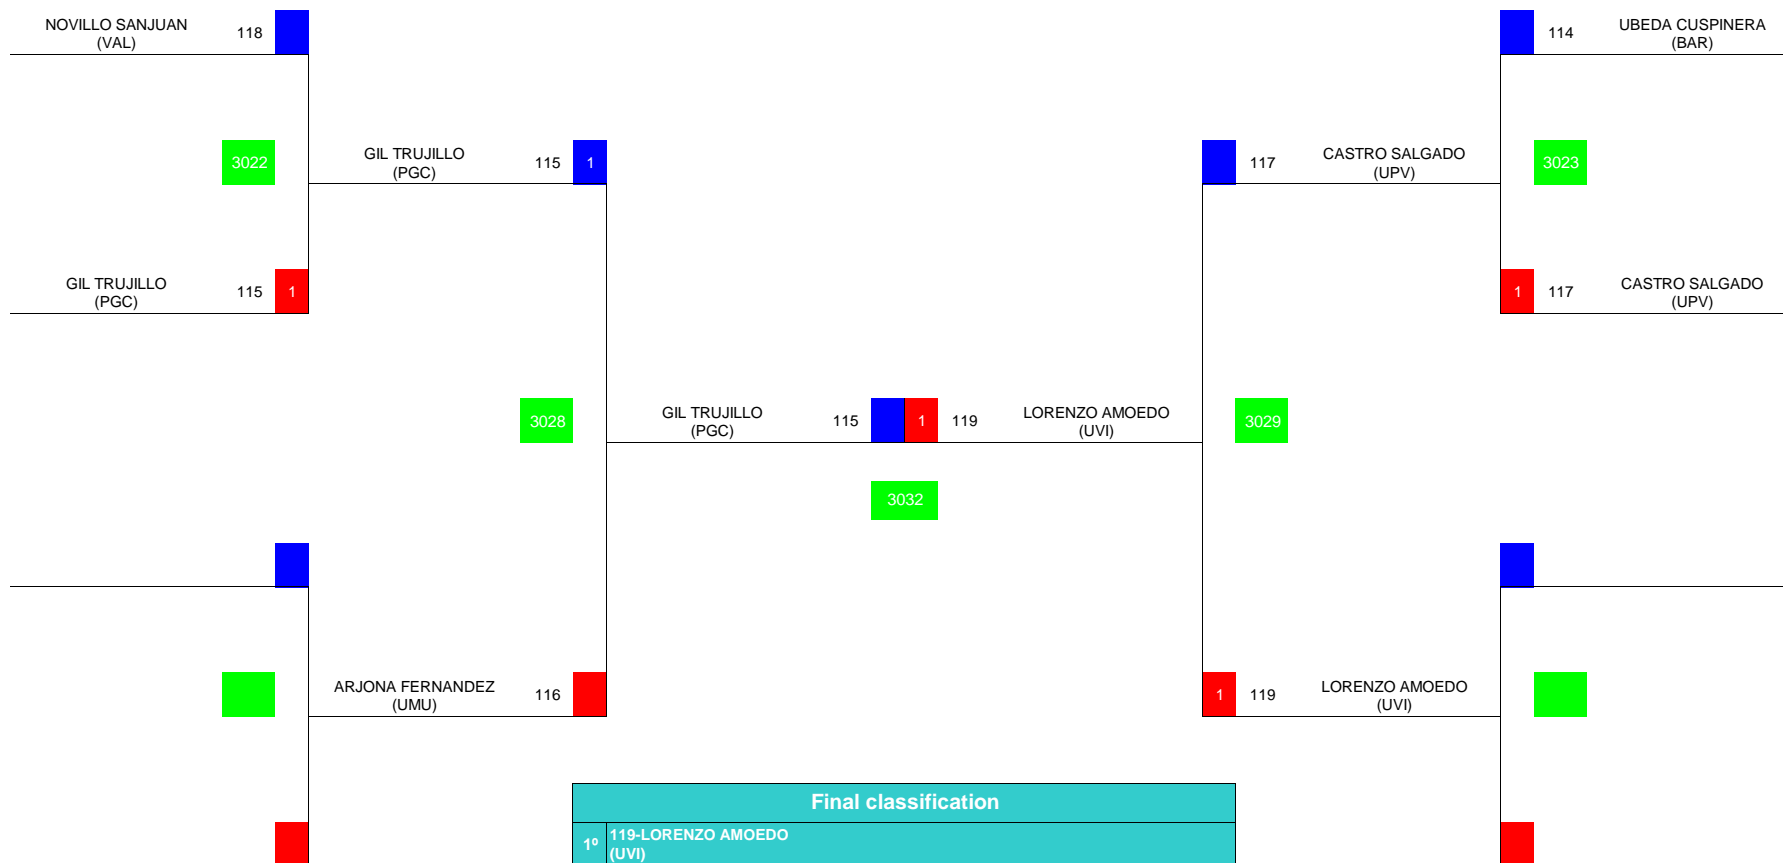 NOVILLO SANJUAN
(VAL)
118
114
UBEDA CUSPINERA
(BAR)
3022
GIL TRUJILLO
(PGC)
115
1
117
CASTRO SALGADO
(UPV)
3023
GIL TRUJILLO
(PGC)
115
1
1
117
CASTRO SALGADO
(UPV)
3028
GIL TRUJILLO
(PGC)
115
1
119
LORENZO AMOEDO
(UVI)
3029
3032
ARJONA FERNANDEZ
(UMU)
116
1
119
LORENZO AMOEDO
(UVI)
Final classification
1º
119-LORENZO AMOEDO
(UVI)